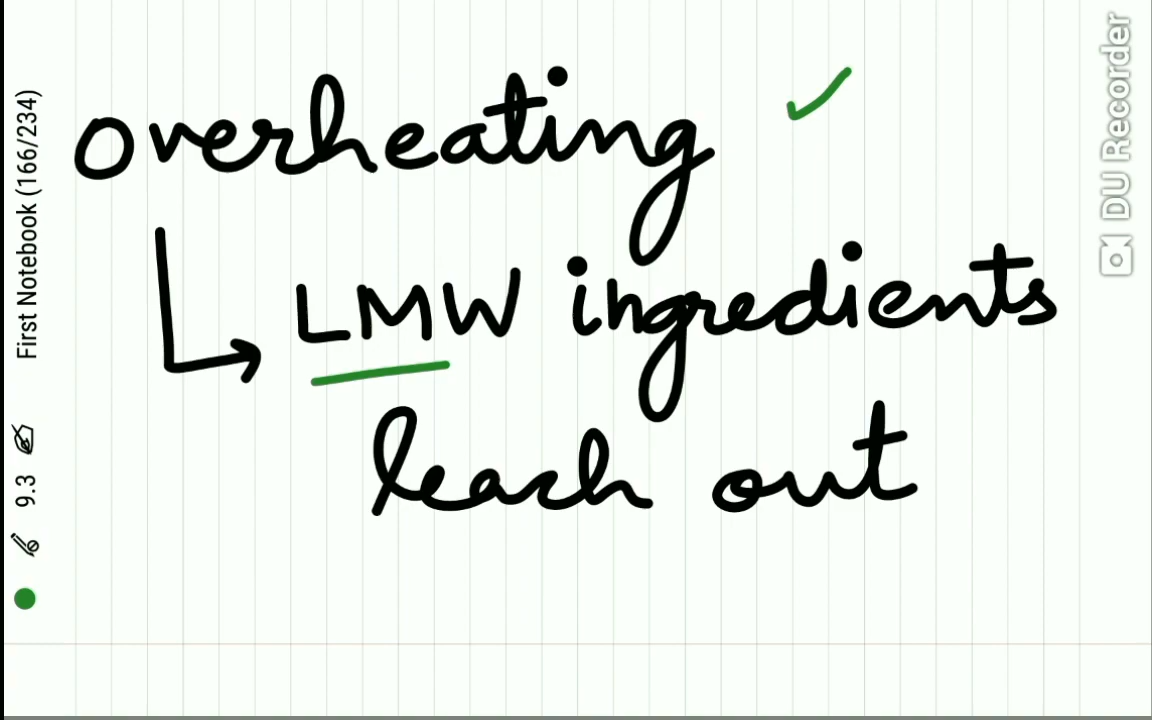 overheating
LMW ingredients
leach out
First Notebook (166/234)
9.3
DU Recorder